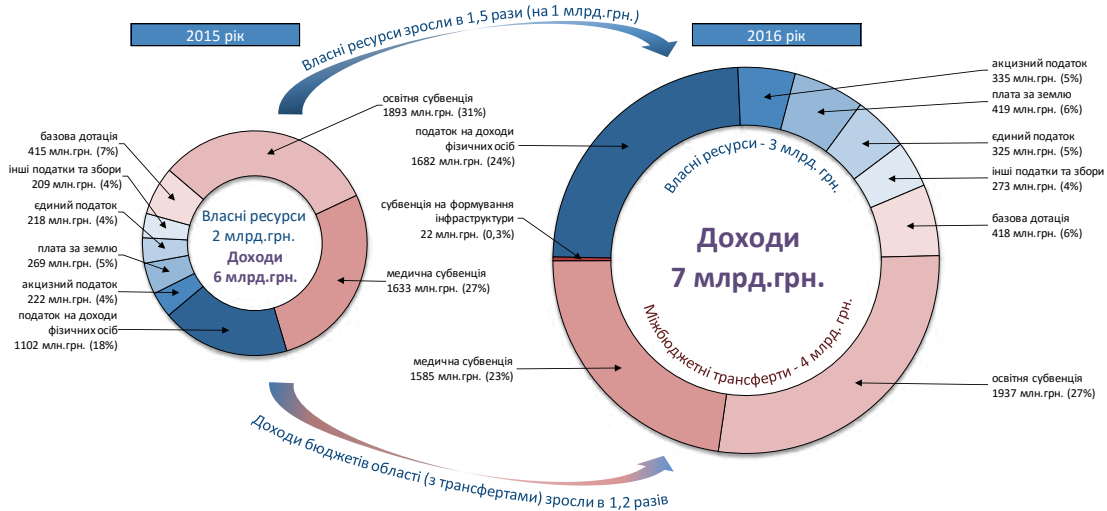 2015 рік
Власні ресурси зросли в 1,5 рази (на 1 млрд.грн.)
2016 рік
освітня субвенція
1893 млн.грн. (31%)
базова дотація
415 млн.грн. (7%)
інші податки та збори
209 млн.грн. (4%)
єдиний податок
218 млн.грн. (4%)
плата за землю
269 млн.грн. (5%)
акцизний податок
222 млн.грн. (4%)
податок на доходи
фізичних осіб
1102 млн.грн. (18%)
медична субвенція
1633 млн.грн. (27%)
Власні ресурси
2 млрд.грн.
Доходи
6 млрд.грн.
податок на доходи
фізичних осіб
1682 млн.грн. (24%)
субвенція на формування
інфраструктури
22 млн.грн. (0,3%)
медична субвенція
1585 млн.грн. (23%)
Власні ресурси - 3 млрд. грн.
Доходи
7 млрд.грн.
Міжбюджетні трансферти - 4 млрд. грн.
акцизний податок
335 млн.грн. (5%)
плата за землю
419 млн.грн. (6%)
єдиний податок
325 млн.грн. (5%)
інші податки та збори
273 млн.грн. (4%)
базова дотація
418 млн.грн. (6%)
освітня субвенція
1937 млн.грн. (27%)
Доходи бюджетів області (з трансфертами) зросли в 1,2 разів